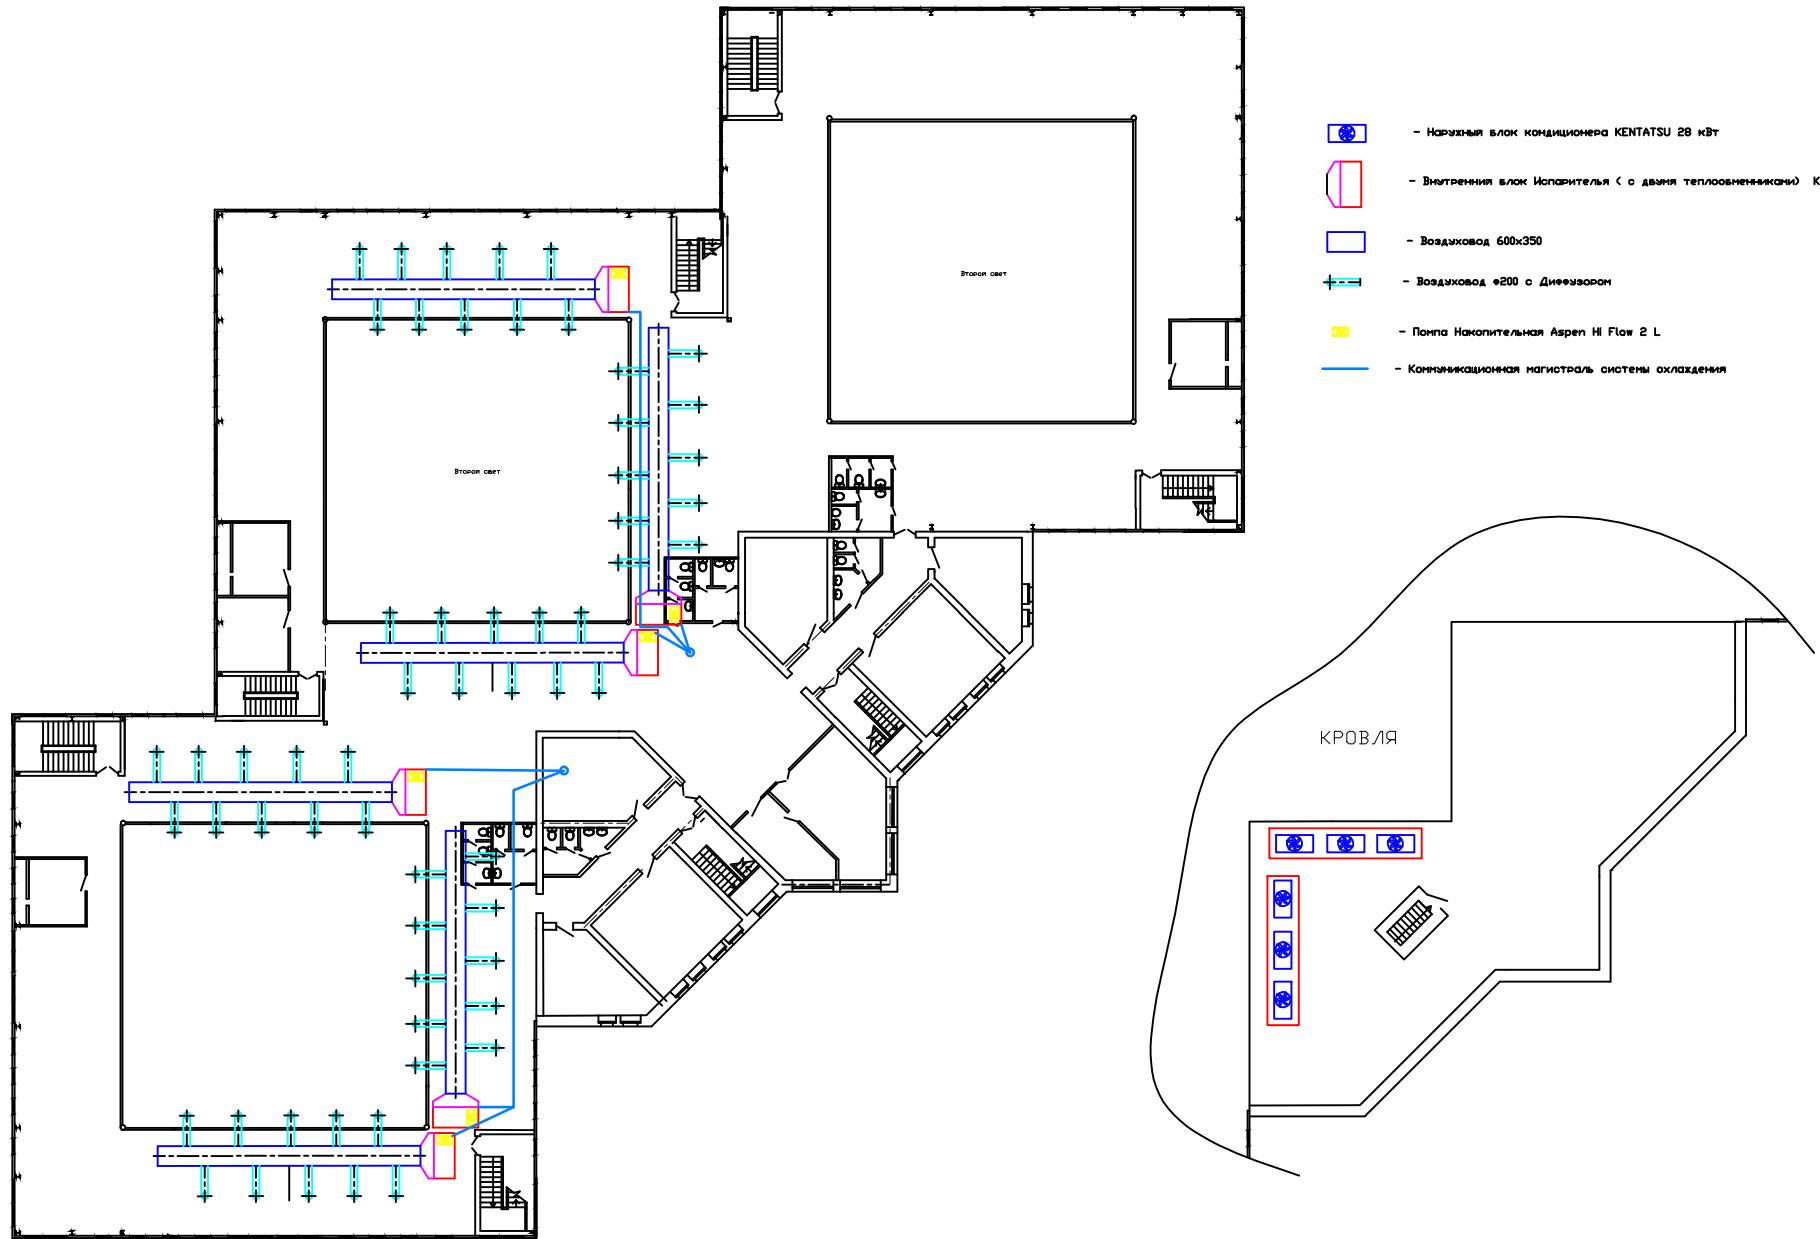 - Наружный блок кондиционера KENTATSU 28 кВт
- Внутренний блок Испарителья ( с двумя теплообменниками) К
- Воздуховод 600х350
- Воздуховод ф200 с Диффузором
- Помпа Накопительная Aspen Hi Flow 2 L
- Коммуникационная магистраль системы охлаждения
Второй свет
Второй свет
КРОВЛЯ